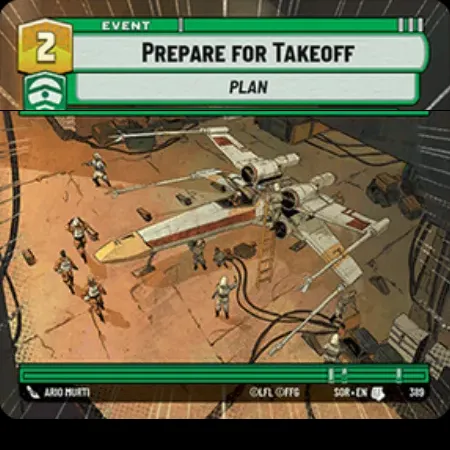 EVENT
2
PREPARE FOR TAKEOFF
PLAN
ARIO MURTI
©LFL ©FFG
SOR • EN
389